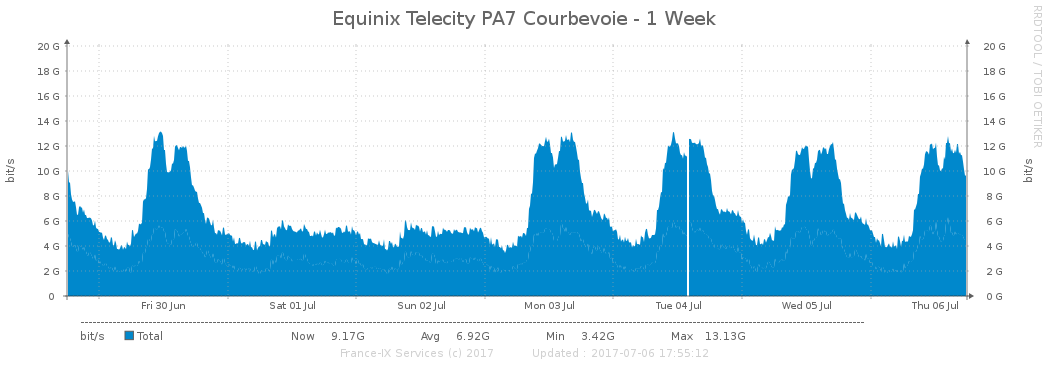 Equinix Telecity PA7 Courbevoie - 1 Week
RRDTOOL / TOBI OETIKER
bit/s
20 G
18 G
16 G
14 G
12 G
10 G
8 G
6 G
4 G
2 G
0
20 G
18 G
16 G
14 G
12 G
10 G
8 G
6 G
4 G
2 G
0 G
bit/s
Fri 30 Jun Sat 01 Jul Sun 02 Jul Mon 03 Jul Tue 04 Jul Wed 05 Jul Thu 06 Jul
bit/s Total Now 9.17G Avg 6.92G Min 3.42G Max 13.13G
France-IX Services (c) 2017 Updated : 2017-07-06 17:55:12